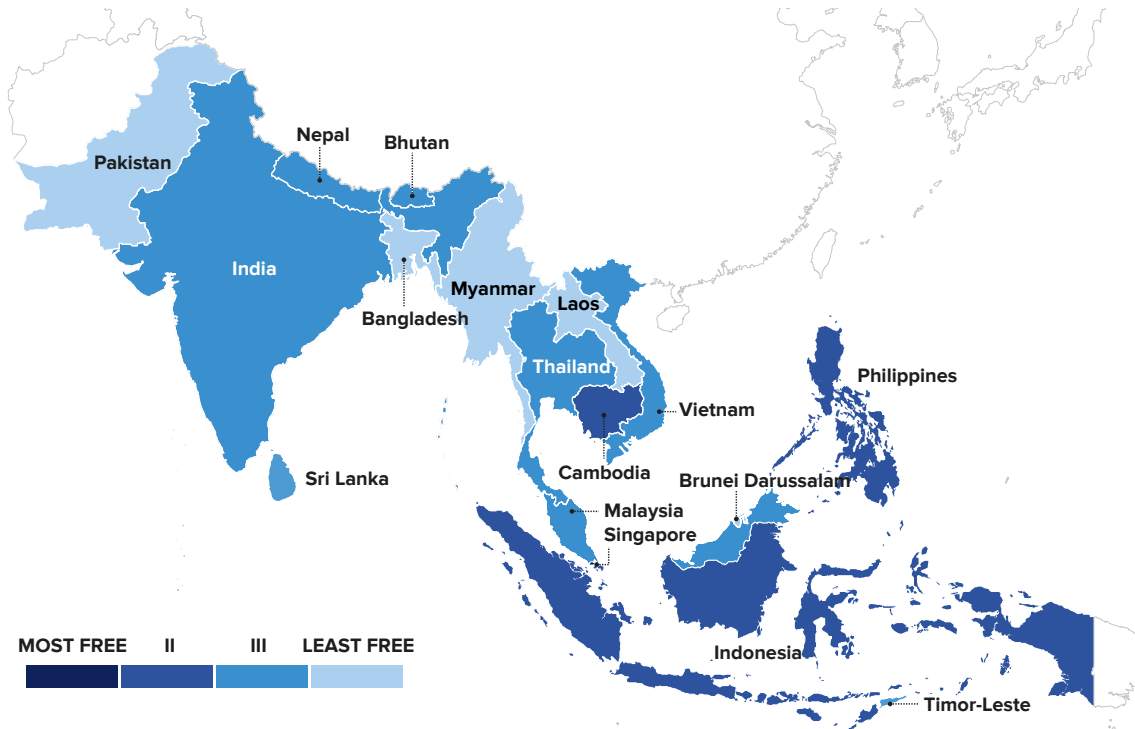 Nepal
Bhutan
Pakistan
India
Myanmar
Laos
Bangladesh
Thailand
Philippines
Vietnam
Cambodia
Sri Lanka
Brunei Darussalam
Malaysia
Singapore
MOST FREE II III LEAST FREE
Indonesia
Timor-Leste